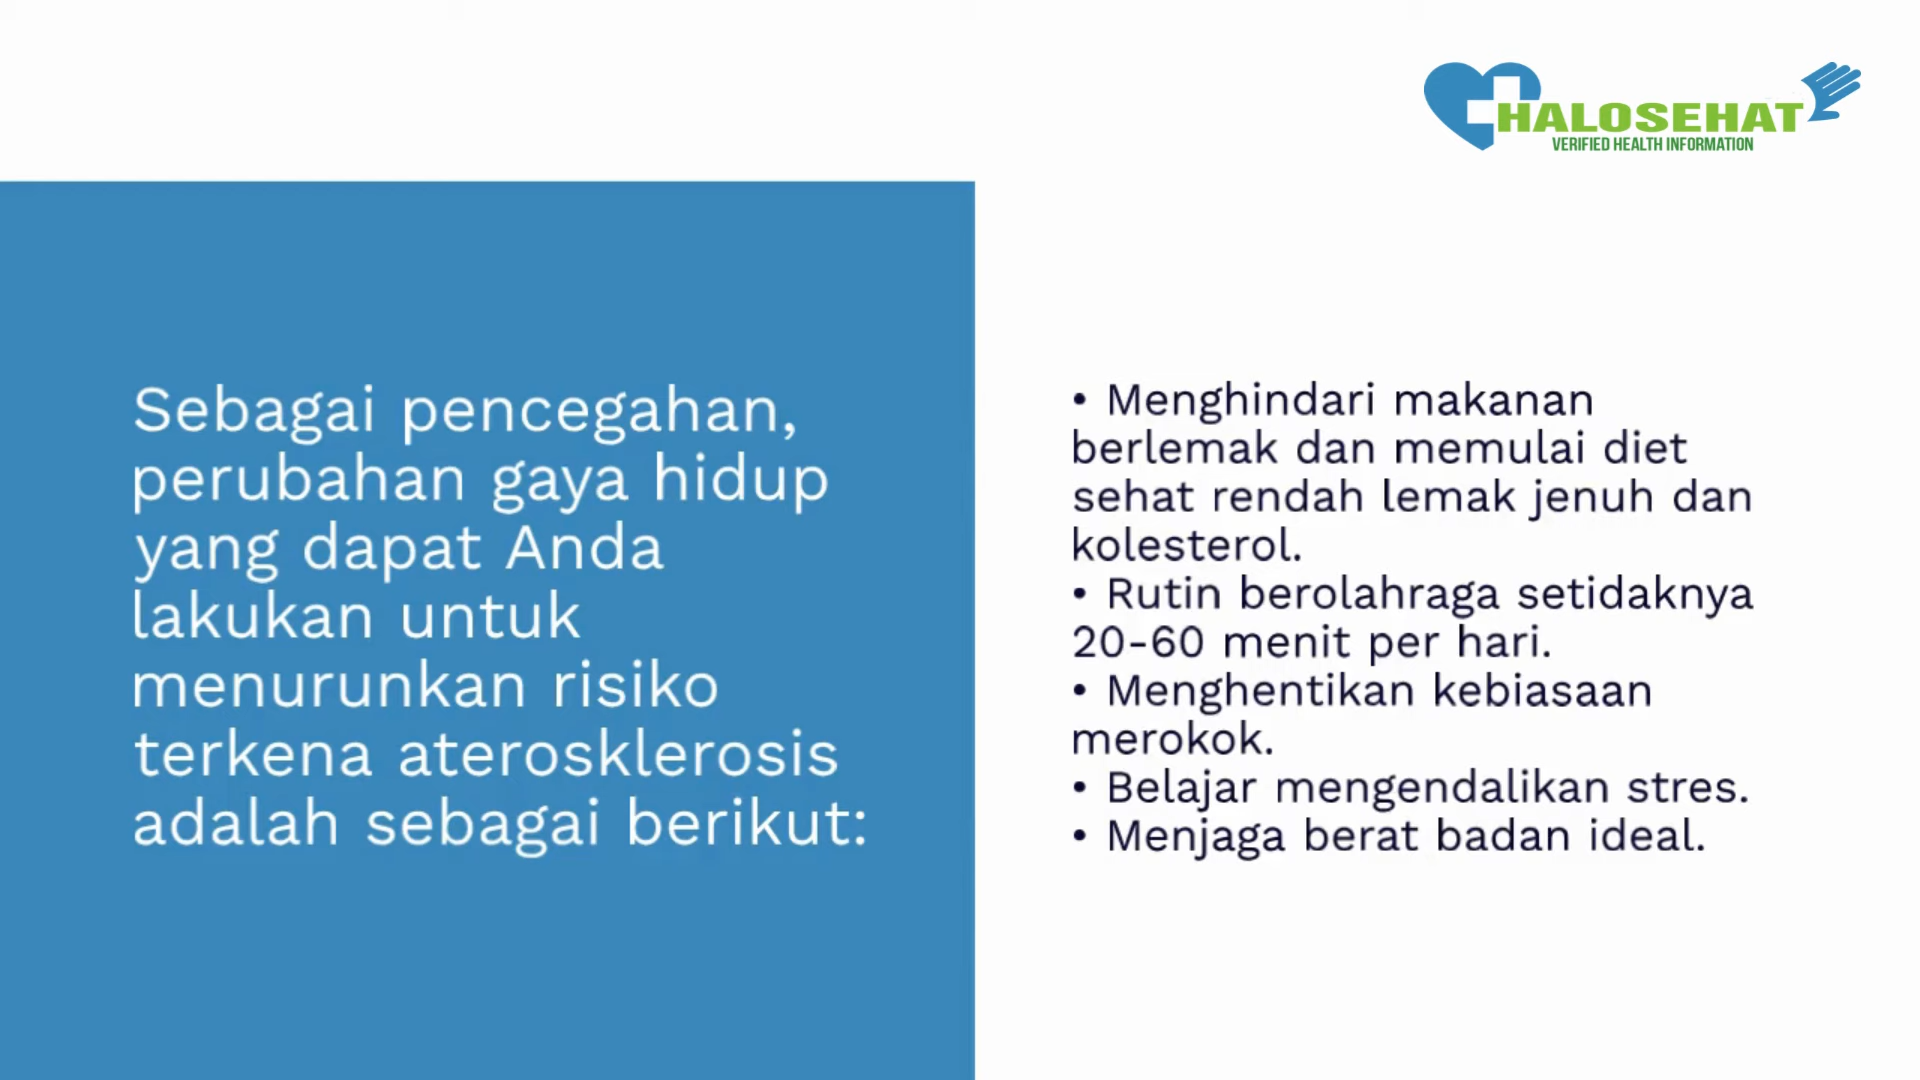 HALOSEHAT
VERIFIED HEALTH INFORMATION
Sebagai pencegahan,
perubahan gaya hidup
yang dapat Anda
lakukan untuk
menurunkan risiko
terkena aterosklerosis
adalah sebagai berikut:
• Menghindari makanan
berlemak dan memulai diet
sehat rendah lemak jenuh dan
kolesterol.
• Rutin berolahraga setidaknya
20-60 menit per hari.
• Menghentikan kebiasaan
merokok.
• Belajar mengendalikan stres.
• Menjaga berat badan ideal.